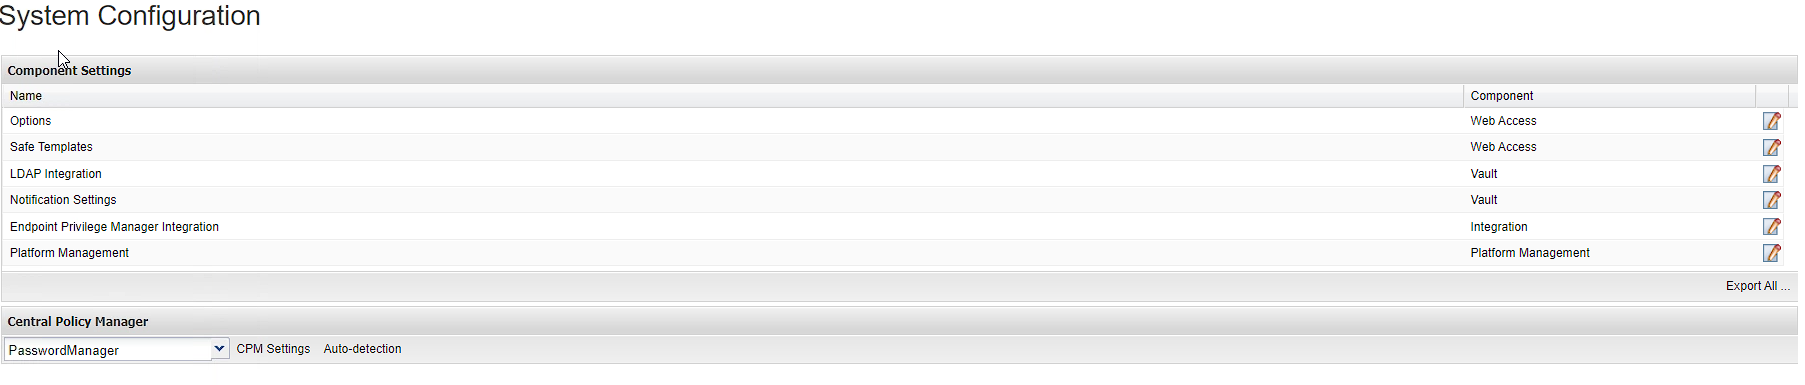 System Configuration
Component Settings
Name Component
Options Web Access
Safe Templates Web Access
LDAP Integration Vault
Notification Settings Vault
Endpoint Privilege Manager Integration Integration
Platform Management Platform Management
Export All ...
Central Policy Manager
PasswordManager CPM Settings Auto-detection